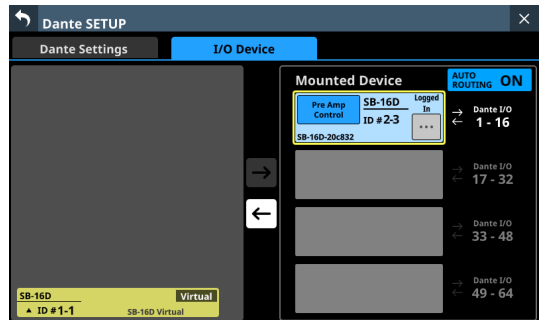 Dante SETUP
Dante Settings
I/O Device
Mounted Device
AUTO ROUTING ON
Pre Amp Control
SB-16D
ID # 2-3
Logged In
...
SB-16D-20c832
Dante I/O
1 - 16
Dante I/O
17 - 32
Dante I/O
33 - 48
Dante I/O
49 - 64
SB-16D
Virtual
ID # 1-1
SB-16D Virtual